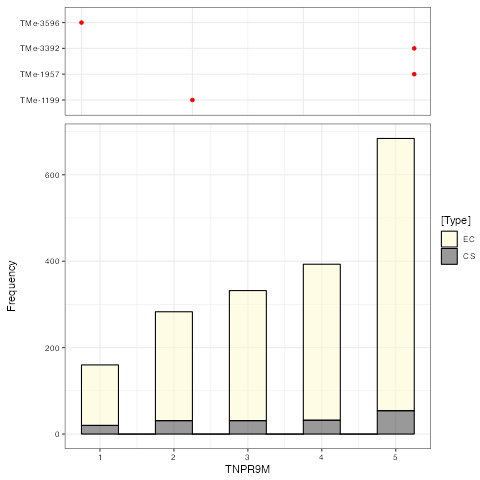 TMe-3596
TMe-3392
TMe-1957
TMe-1199
600
400
200
0
Frequency
1 2 3 4 5
TNPR9M
[Type]
EC
CS